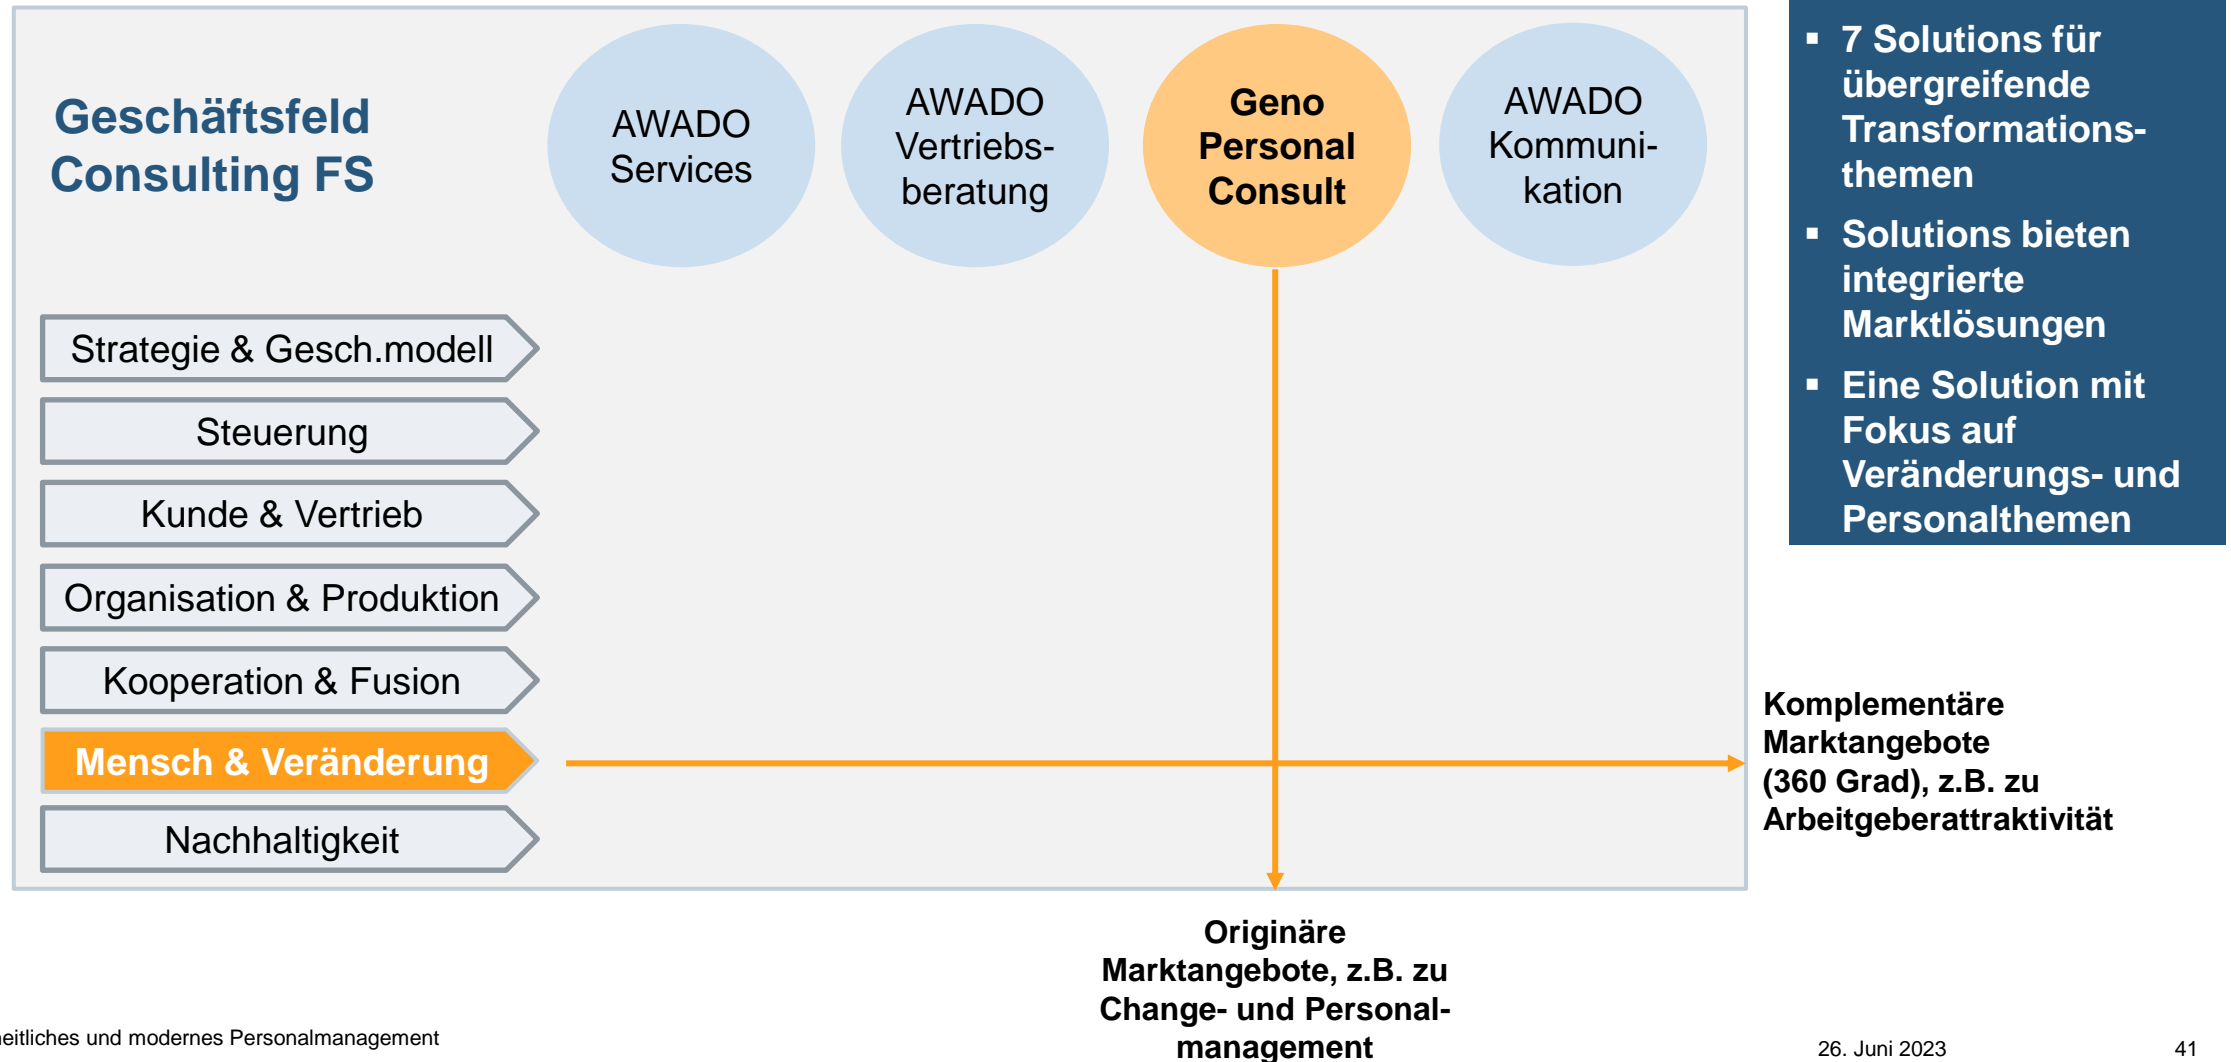 Geschäftsfeld
Consulting FS
AWADO
Services
AWADO
Vertriebs-
beratung
Geno
Personal
Consult
AWADO
Kommuni-
kation
Strategie & Gesch.modell
Steuerung
Kunde & Vertrieb
Organisation & Produktion
Kooperation & Fusion
Mensch & Veränderung
Nachhaltigkeit
▪ 7 Solutions für
übergreifende
Transformations-
themen
▪ Solutions bieten
integrierte
Marktlösungen
▪ Eine Solution mit
Fokus auf
Veränderungs- und
Personalthemen
Komplementäre
Marktangebote
(360 Grad), z.B. zu
Arbeitgeberattraktivität
Originäre
Marktangebote, z.B. zu
Change- und Personal-
management
eitliches und modernes Personalmanagement
26. Juni 2023
41